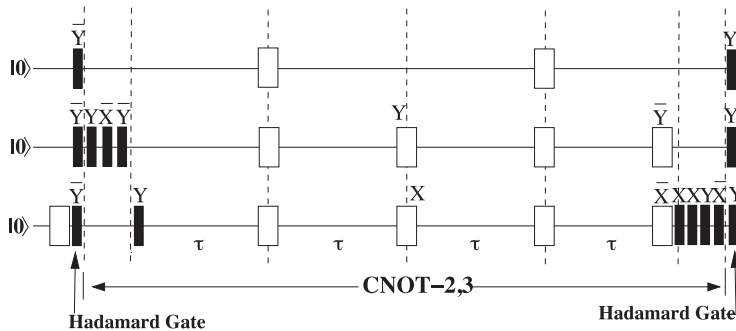 Y̅ Y
|0⟩
Y̅ Y X̅ Y̅ Y Y̅ Y
|0⟩
Y̅ Y X X̅ X X Y X̅ Y
|0⟩
τ τ τ τ
CNOT–2,3
Hadamard Gate Hadamard Gate